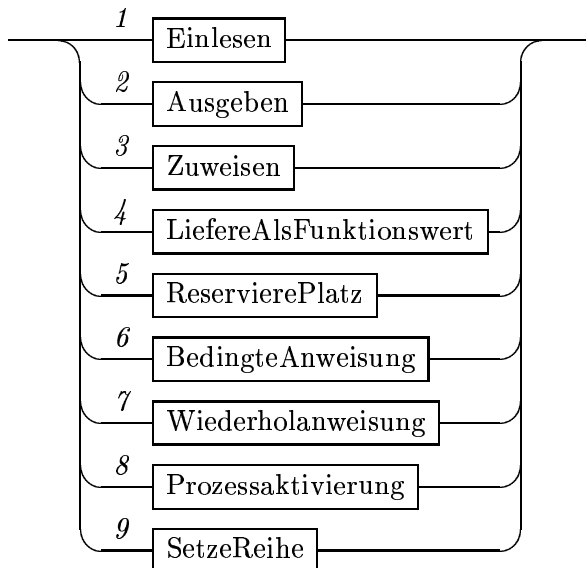 1 Einlesen
2 Ausgeben
3 Zuweisen
4 LiefereAlsFunktionswert
5 ReservierePlatz
6 BedingteAnweisung
7 Wiederholanweisung
8 Prozessaktivierung
9 SetzeReihe